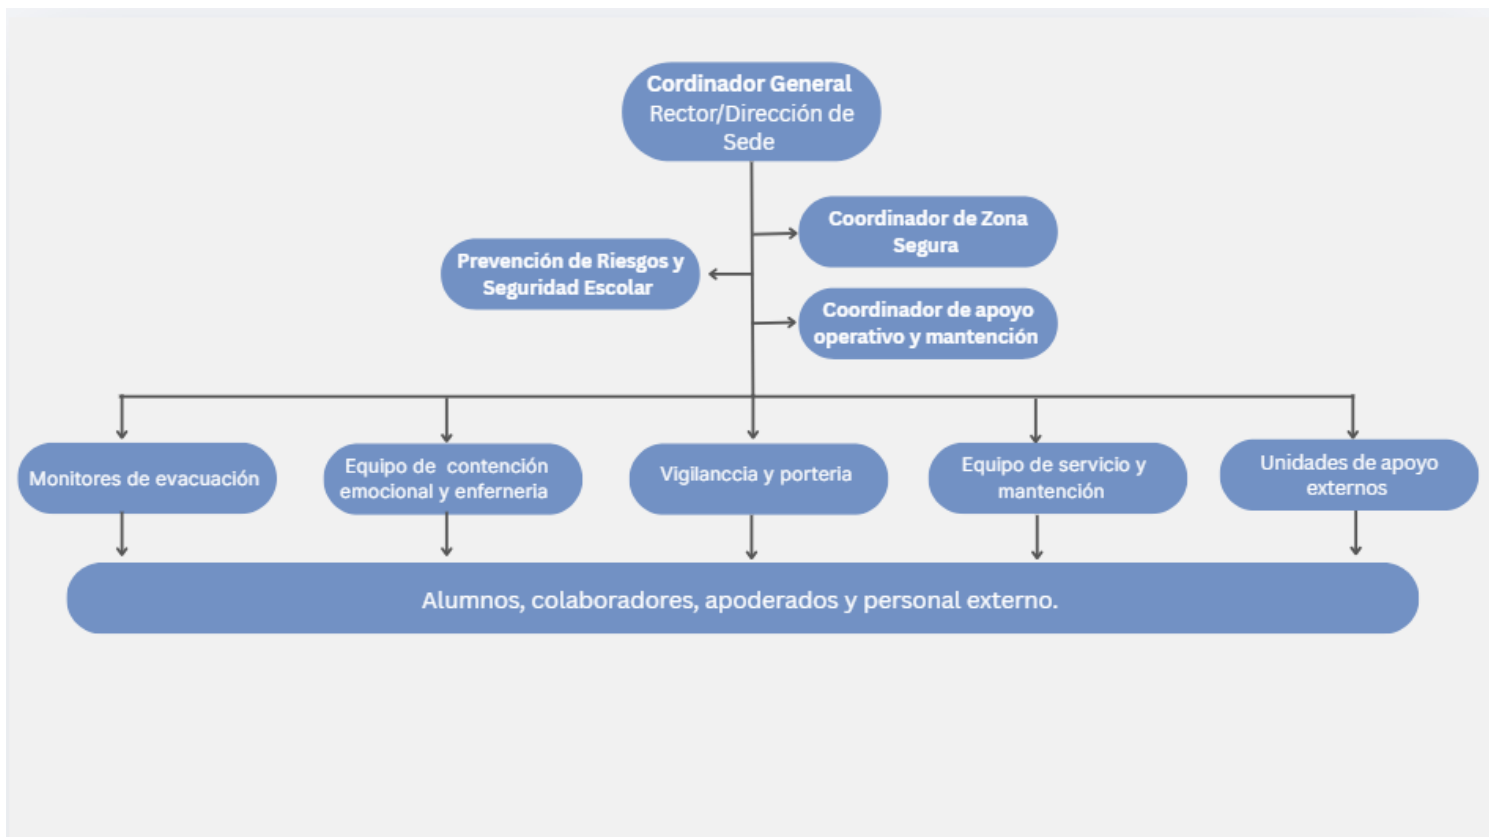 Cordinador General
Rector/Dirección de
Sede
Coordinador de Zona
Segura
Prevención de Riesgos y
Seguridad Escolar
Coordinador de apoyo
operativo y mantención
Monitores de evacuación
Equipo de contención
emocional y enferneria
Vigilanccia y porteria
Equipo de servicio y
mantención
Unidades de apoyo
externos
Alumnos, colaboradores, apoderados y personal externo.